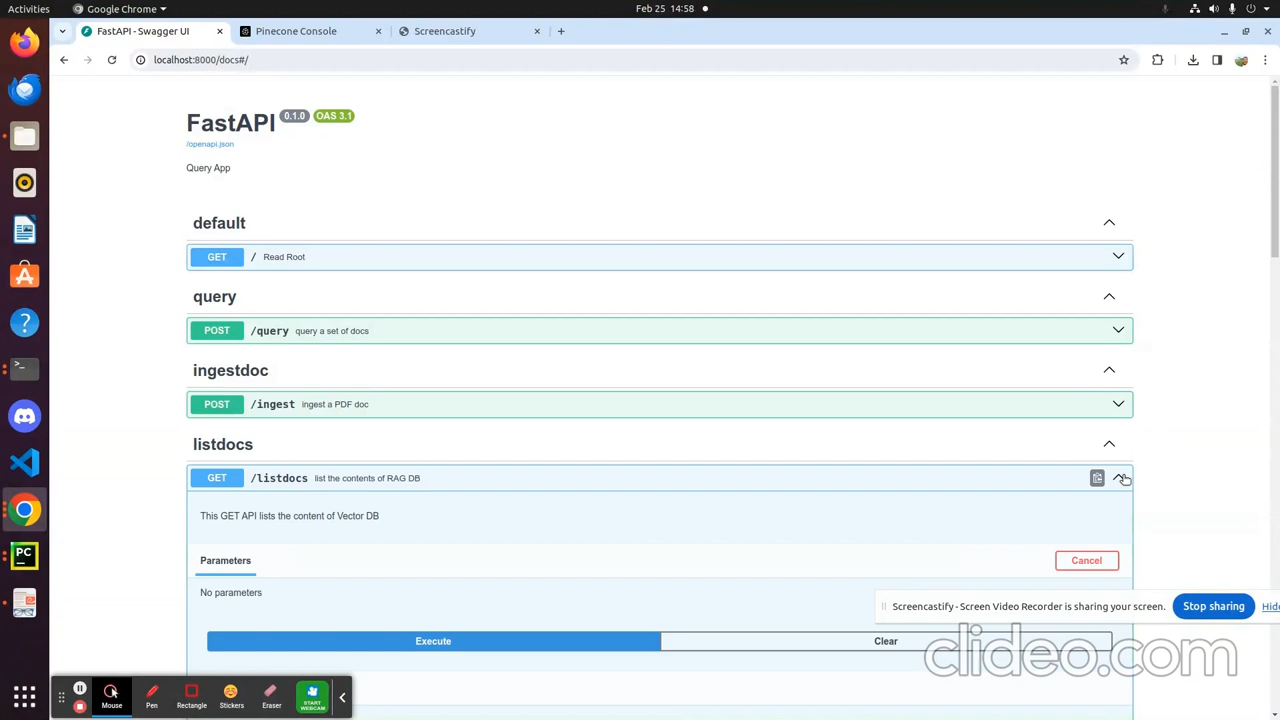 Activities
Google Chrome
Feb 25 14:58
FastAPI - Swagger UI
Pinecone Console
Screencastify
localhost:8000/docs#/
FastAPI 0.1.0 OAS 3.1
/openapi.json
Query App
default
GET / Read Root
query
POST /query query a set of docs
ingestdoc
POST /ingest ingest a PDF doc
listdocs
GET /listdocs list the contents of RAG DB
This GET API lists the content of Vector DB
Parameters
Cancel
No parameters
Screencastify - Screen Video Recorder is sharing your screen.
Stop sharing
Hide
Execute
Clear
clideo.com
Mouse
Pen
Rectangle
Stickers
Eraser
START
WEBCAM
PC